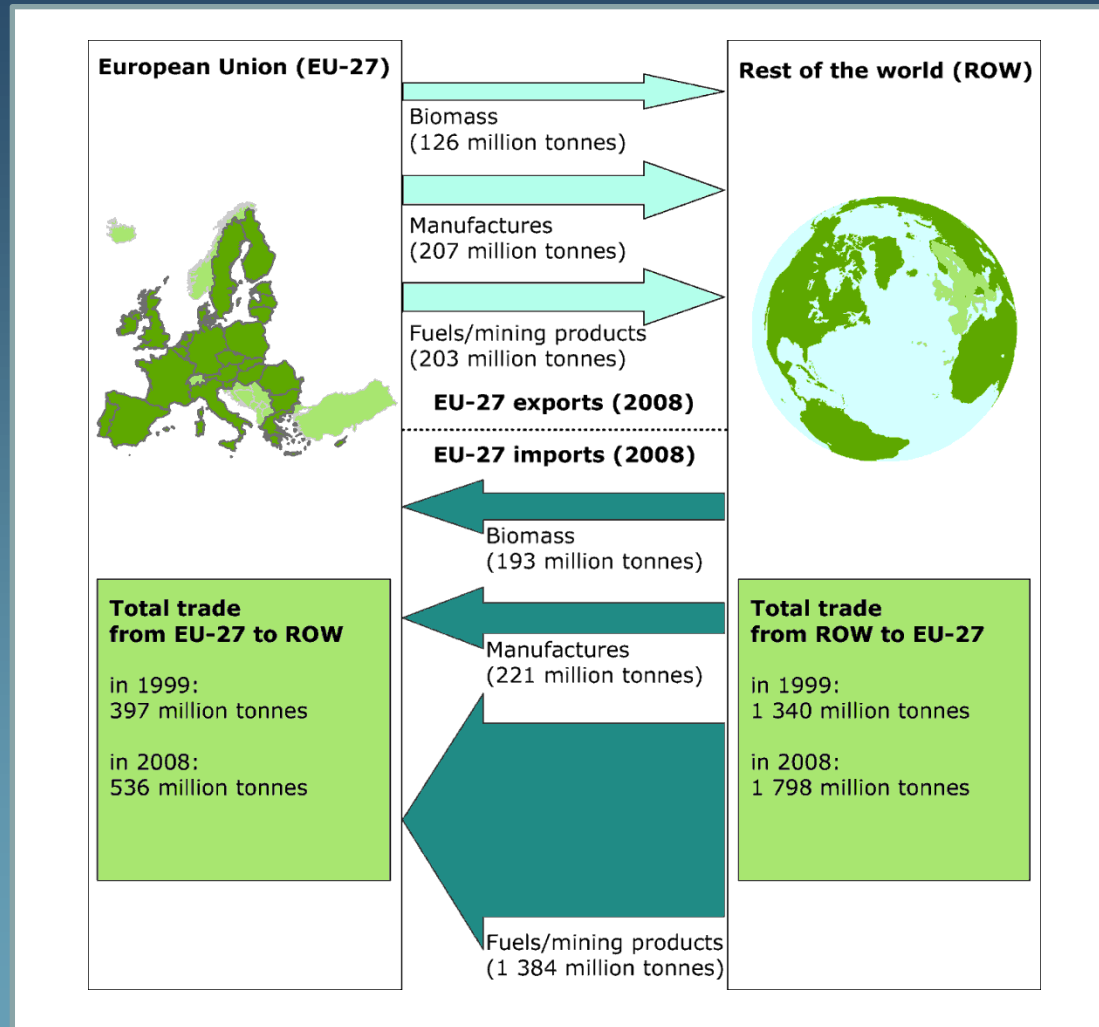 European Union (EU-27)
Rest of the world (ROW)
Biomass
(126 million tonnes)
Manufactures
(207 million tonnes)
Fuels/mining products
(203 million tonnes)
EU-27 exports (2008)
EU-27 imports (2008)
Biomass
(193 million tonnes)
Manufactures
(221 million tonnes)
Fuels/mining products
(1 384 million tonnes)
Total trade
from EU-27 to ROW
in 1999:
397 million tonnes
in 2008:
536 million tonnes
Total trade
from ROW to EU-27
in 1999:
1 340 million tonnes
in 2008:
1 798 million tonnes